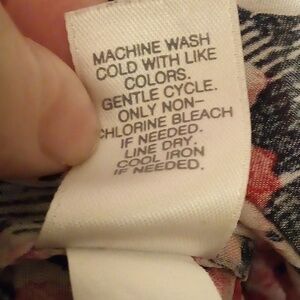 MACHINE WASH
COLD WITH LIKE
COLORS.
GENTLE CYCLE.
ONLY NON-
CHLORINE BLEACH
IF NEEDED.
LINE DRY.
COOL IRON
IF NEEDED.